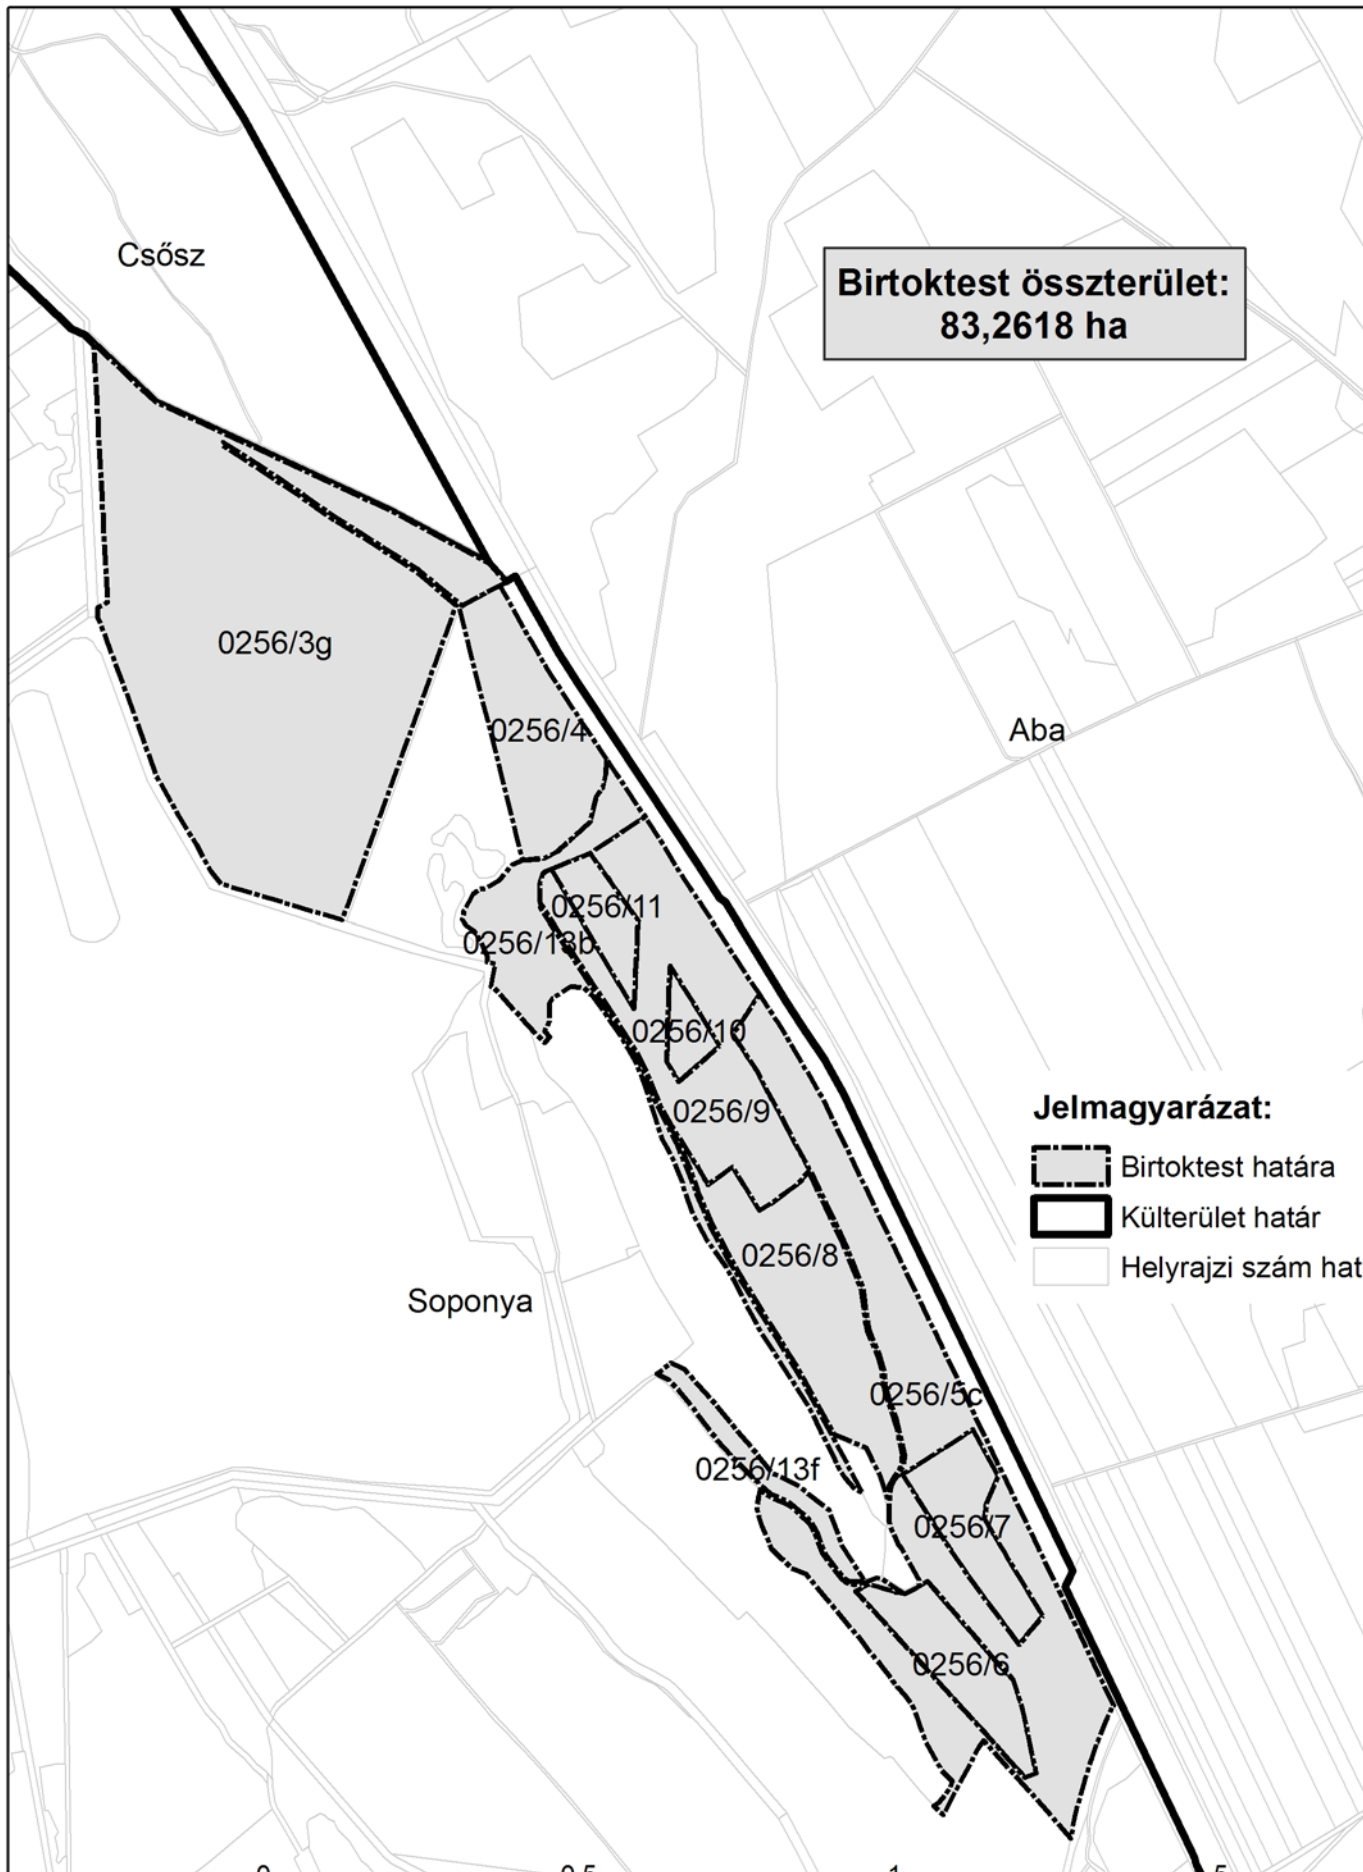 Csősz
Birtoktest összterület:
83,2618 ha
0256/3g
0256/4
Aba
0256/11
0256/13b
0256/10
0256/9
Jelmagyarázat:
Birtoktest határa
Külterület határ
Helyrajzi szám hat
0256/8
Soponya
0256/5c
0256/13f
0256/7
0256/6
0 0,5 1 5